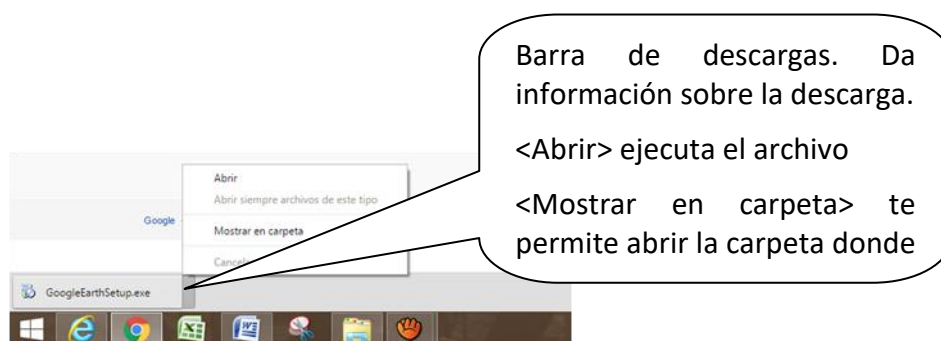 Barra de descargas. Da
información sobre la descarga.
<Abrir> ejecuta el archivo
<Mostrar en carpeta> te
permite abrir la carpeta donde
Abrir
Abrir siempre archivos de este tipo
Google
Mostrar en carpeta
GoogleEarthSetup.exe